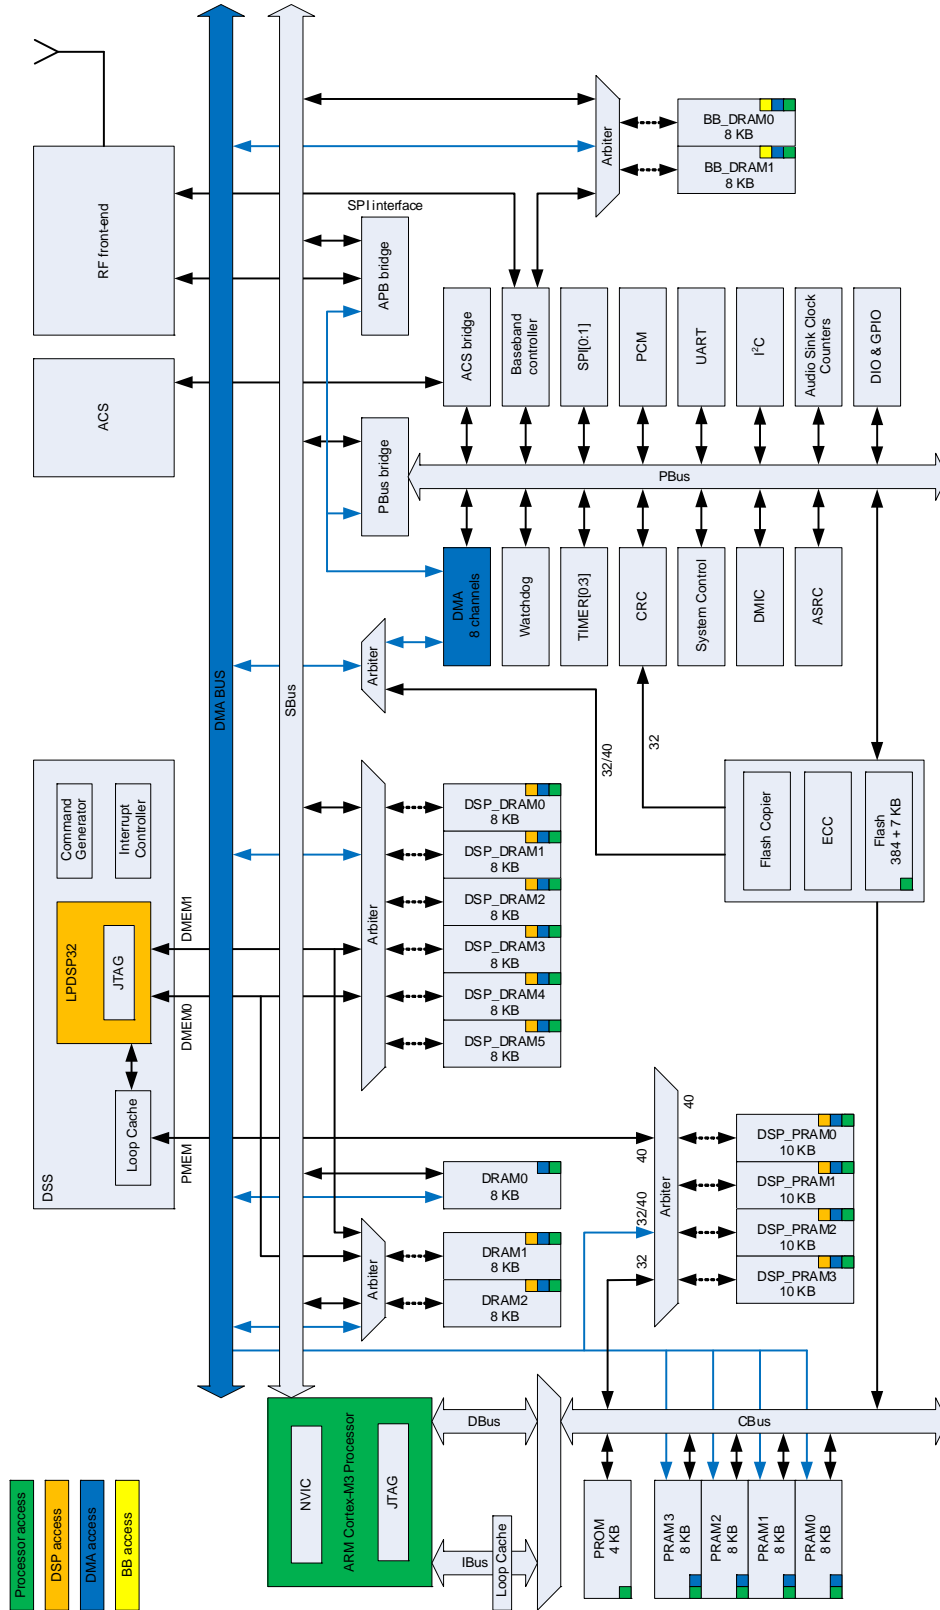 Processor access
DSP access
DMA access
BB access
RF front-end
ACS
DSS
Command
Generator
Interrupt
Controller
LPDSP32
JTAG
Loop Cache
DMEM1
DMEM0
PMEM
DMA BUS
SBus
SPI interface
APB bridge
PBus bridge
Arbiter
BB_DRAM0
8 KB
BB_DRAM1
8 KB
ACS bridge
Baseband
controller
SPI[0:1]
PCM
UART
I²C
Audio Sink Clock
Counters
DIO & GPIO
PBus
DMA
8 channels
Watchdog
TIMER[0:3]
CRC
System Control
DMIC
ASRC
Arbiter
32/40
32
Flash Copier
ECC
Flash
384 + 7 KB
Arbiter
DSP_DRAM0
8 KB
DSP_DRAM1
8 KB
DSP_DRAM2
8 KB
DSP_DRAM3
8 KB
DSP_DRAM4
8 KB
DSP_DRAM5
8 KB
DRAM0
8 KB
Arbiter
DRAM1
8 KB
DRAM2
8 KB
40
40
32/40
32
Arbiter
DSP_PRAM0
10 KB
DSP_PRAM1
10 KB
DSP_PRAM2
10 KB
DSP_PRAM3
10 KB
ARM Cortex-M3 Processor
NVIC
JTAG
DBus
IBus
Loop Cache
CBus
PROM
4 KB
PRAM3
8 KB
PRAM2
8 KB
PRAM1
8 KB
PRAM0
8 KB